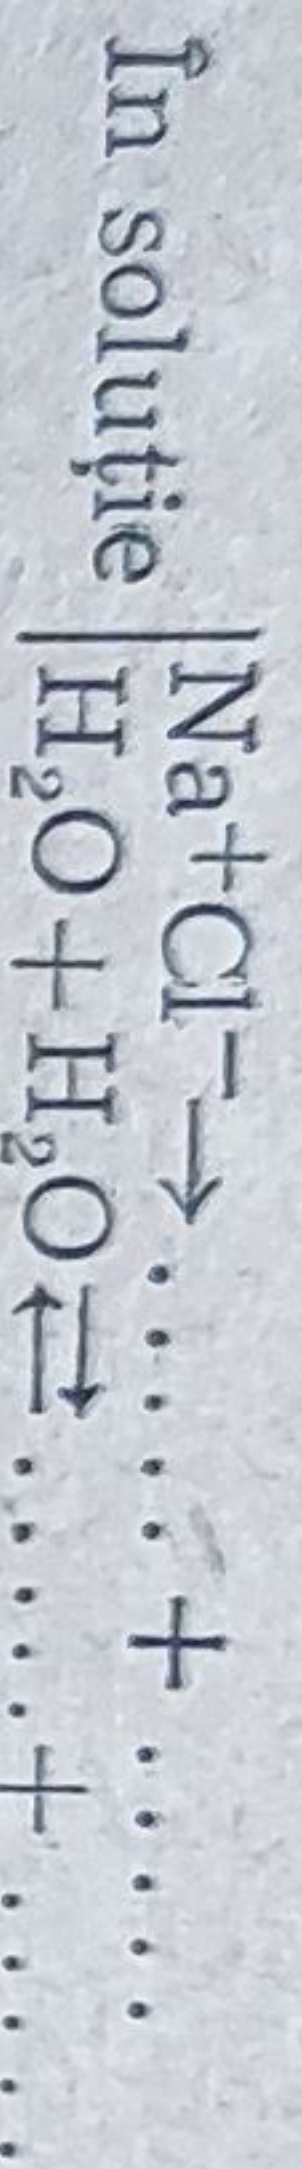 În soluție
Na⁺Cl⁻ → ..... + .....
H₂O + H₂O ⇄ ..... + .....